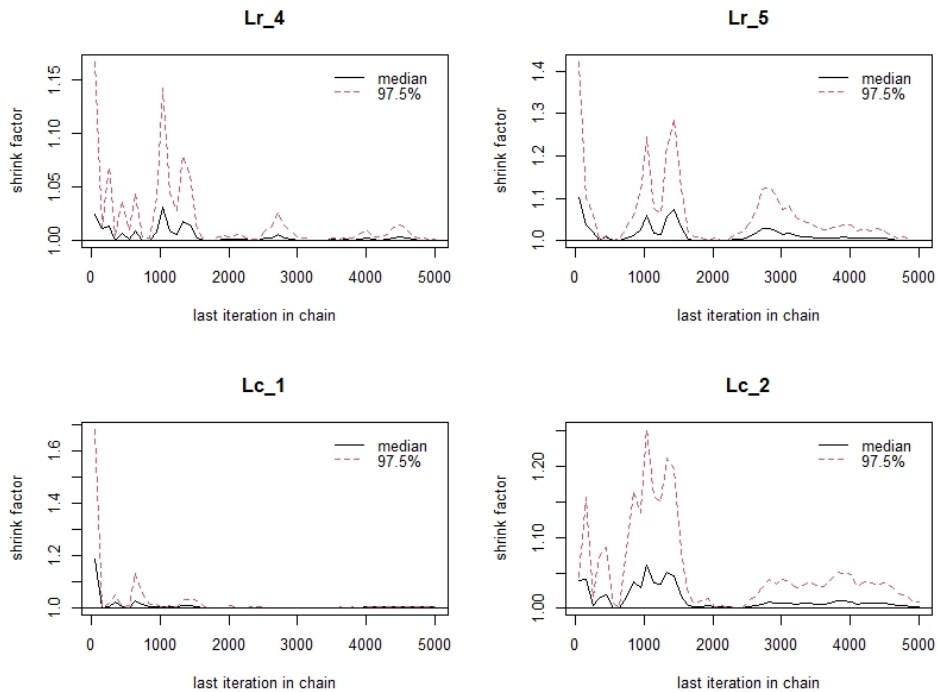 Lr_4
shrink factor
1.00 1.05 1.10 1.15
median
97.5%
0 1000 2000 3000 4000 5000
last iteration in chain
Lr_5
shrink factor
1.0 1.1 1.2 1.3 1.4
median
97.5%
0 1000 2000 3000 4000 5000
last iteration in chain
Lc_1
shrink factor
1.0 1.2 1.4 1.6
median
97.5%
0 1000 2000 3000 4000 5000
last iteration in chain
Lc_2
shrink factor
1.00 1.10 1.20
median
97.5%
0 1000 2000 3000 4000 5000
last iteration in chain